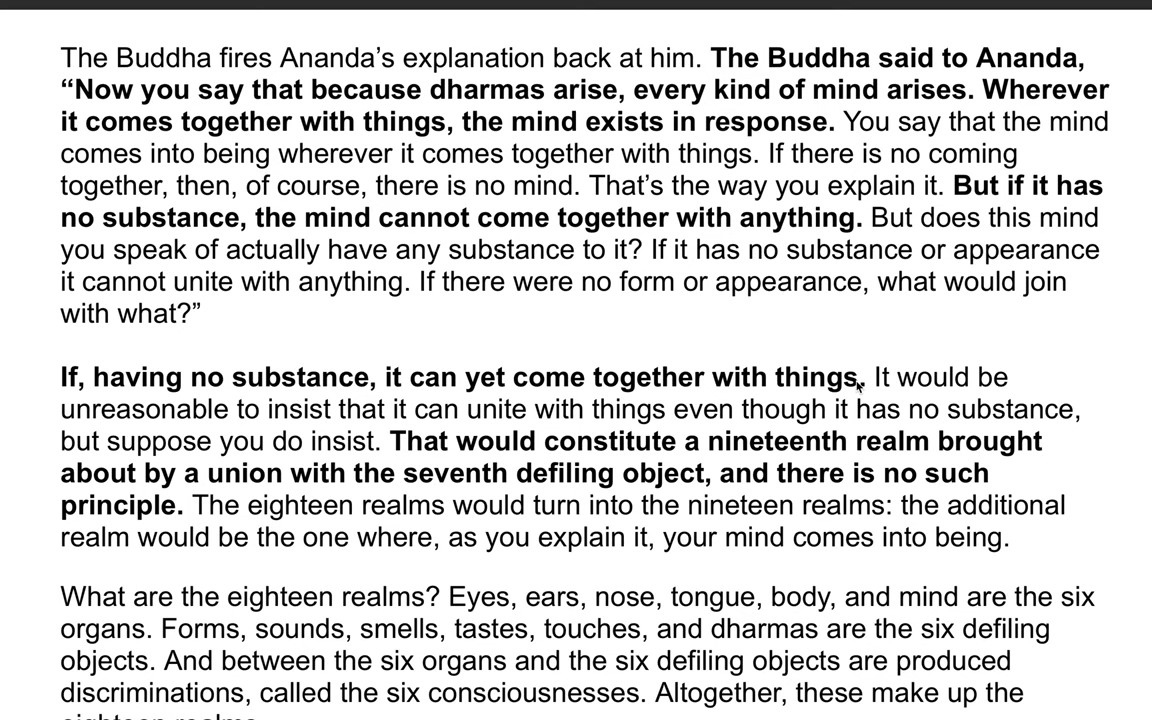 The Buddha fires Ananda’s explanation back at him. The Buddha said to Ananda,
“Now you say that because dharmas arise, every kind of mind arises. Wherever
it comes together with things, the mind exists in response. You say that the mind
comes into being wherever it comes together with things. If there is no coming
together, then, of course, there is no mind. That’s the way you explain it. But if it has
no substance, the mind cannot come together with anything. But does this mind
you speak of actually have any substance to it? If it has no substance or appearance
it cannot unite with anything. If there were no form or appearance, what would join
with what?”
If, having no substance, it can yet come together with things. It would be
unreasonable to insist that it can unite with things even though it has no substance,
but suppose you do insist. That would constitute a nineteenth realm brought
about by a union with the seventh defiling object, and there is no such
principle. The eighteen realms would turn into the nineteen realms: the additional
realm would be the one where, as you explain it, your mind comes into being.
What are the eighteen realms? Eyes, ears, nose, tongue, body, and mind are the six
organs. Forms, sounds, smells, tastes, touches, and dharmas are the six defiling
objects. And between the six organs and the six defiling objects are produced
discriminations, called the six consciousnesses. Altogether, these make up the
eighteen realms